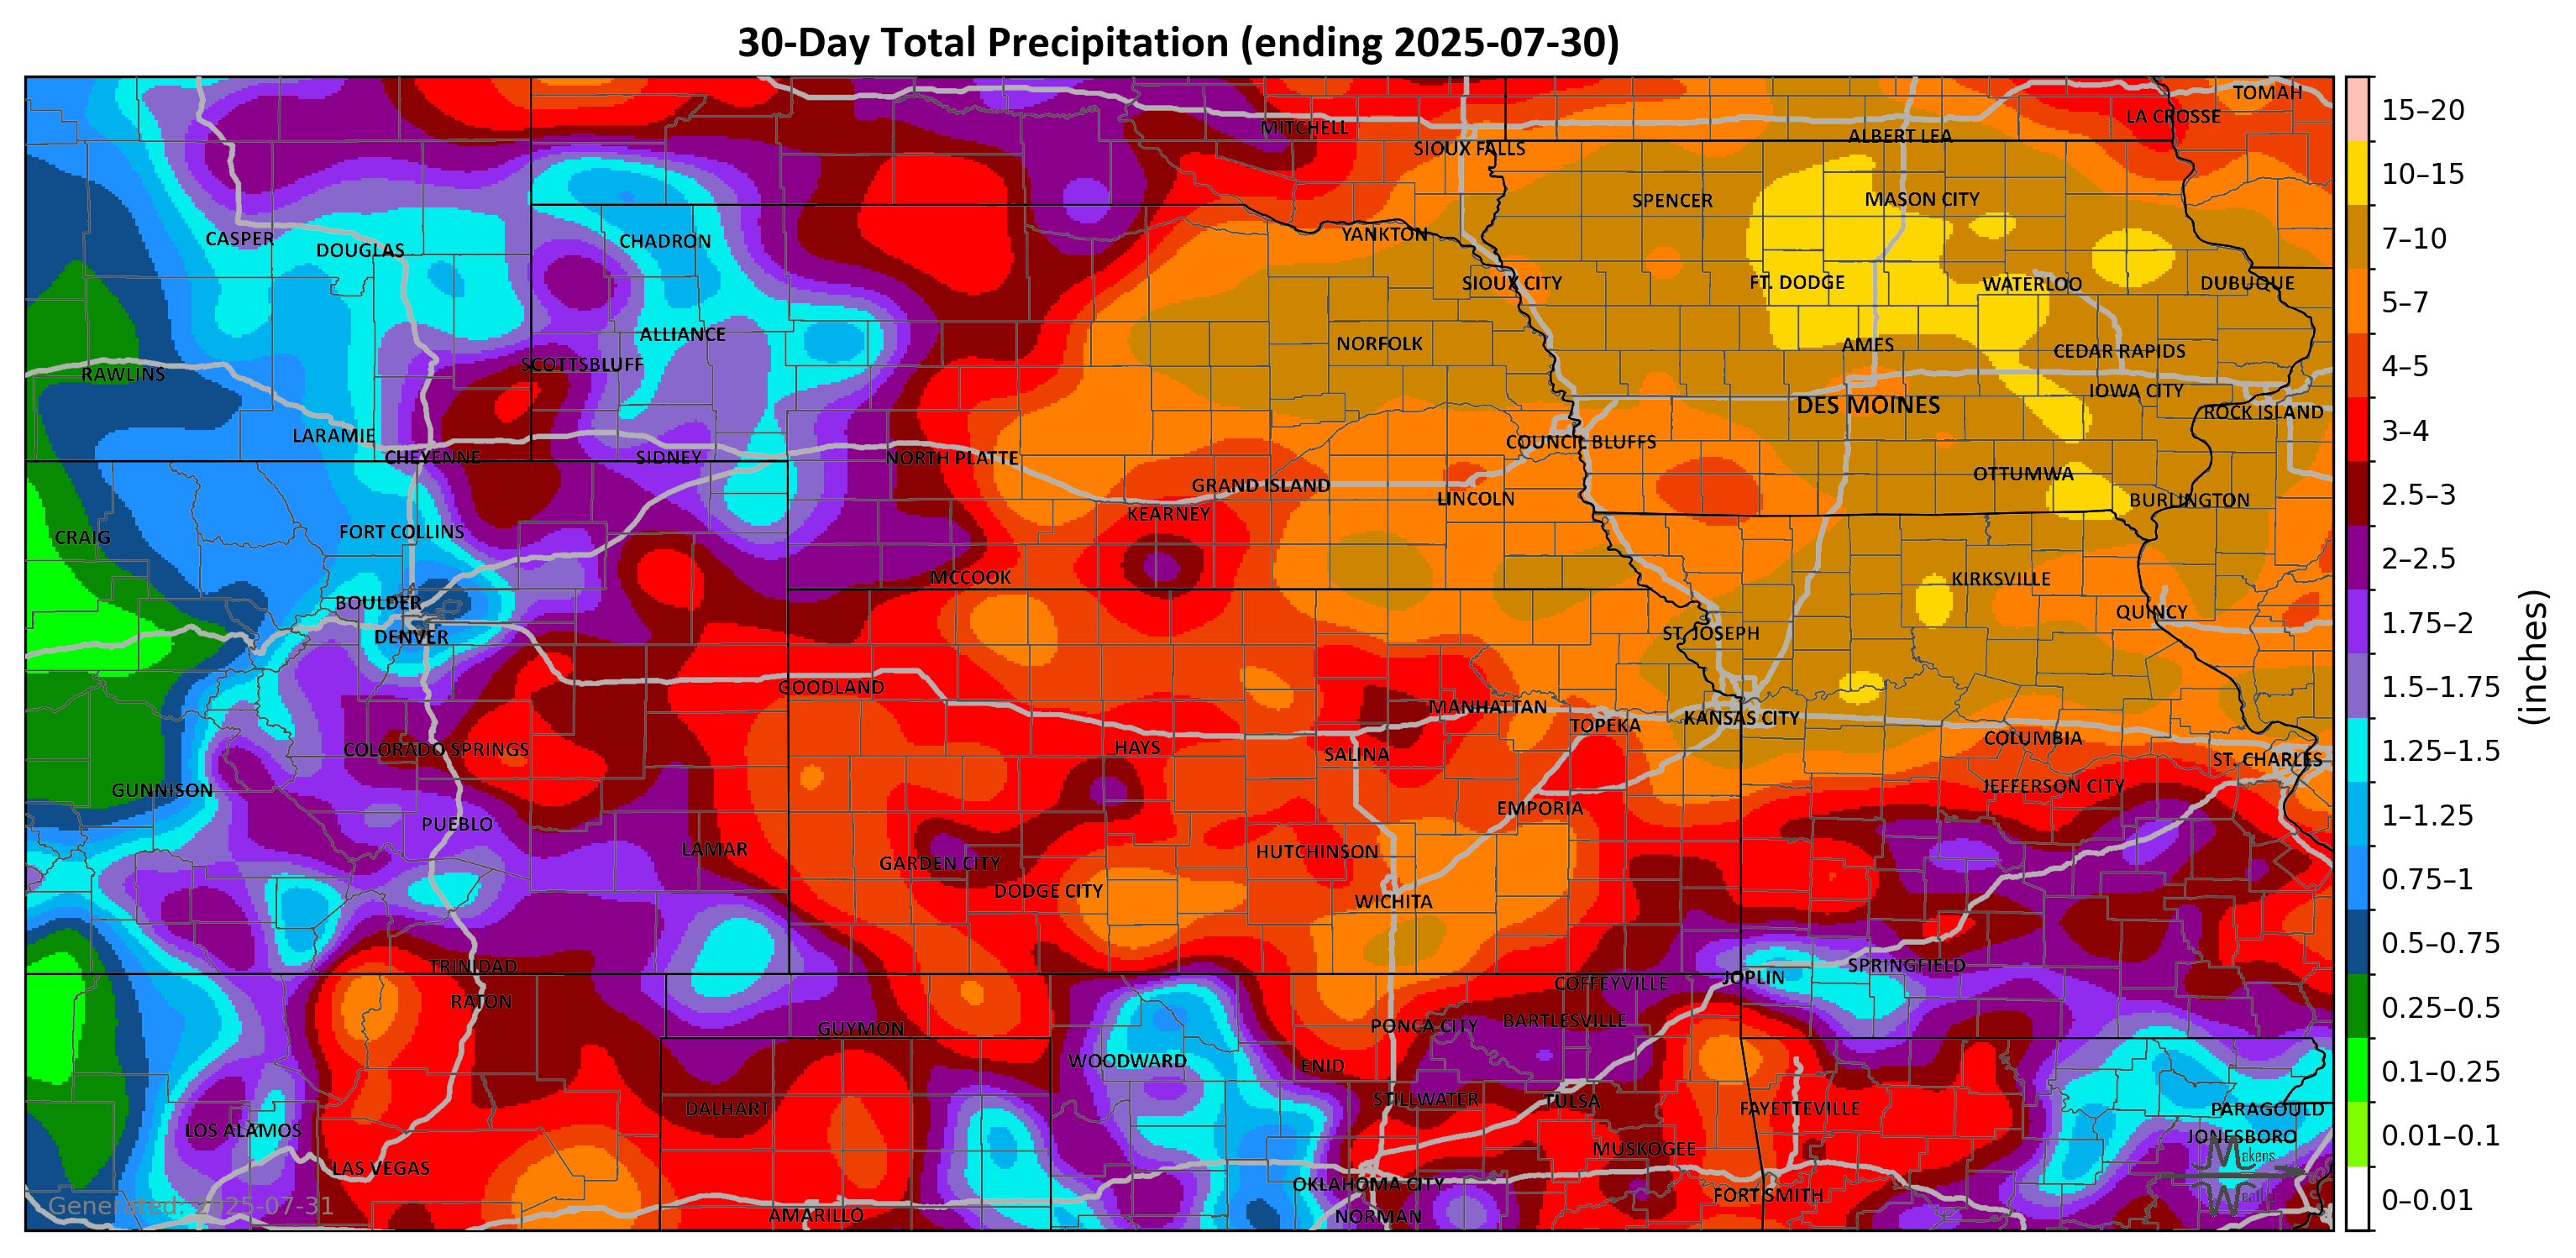 30-Day Total Precipitation (ending 2025-07-30)
TOMAH
LA CROSSE
MITCHELL
ALBERT LEA
SIOUX FALLS
SPENCER
MASON CITY
CASPER
DOUGLAS
CHADRON
YANKTON
SIOUX CITY
FT. DODGE
WATERLOO
DUBUQUE
ALLIANCE
NORFOLK
AMES
CEDAR RAPIDS
SCOTTSBLUFF
RAWLINS
IOWA CITY
DES MOINES
ROCK ISLAND
LARAMIE
COUNCIL BLUFFS
CHEYENNE
SIDNEY
NORTH PLATTE
OTTUMWA
GRAND ISLAND
LINCOLN
BURLINGTON
KEARNEY
FORT COLLINS
CRAIG
MCCOOK
KIRKSVILLE
BOULDER
QUINCY
DENVER
ST. JOSEPH
GOODLAND
MANHATTAN
TOPEKA
KANSAS CITY
COLUMBIA
COLORADO SPRINGS
HAYS
SALINA
ST. CHARLES
GUNNISON
JEFFERSON CITY
EMPORIA
PUEBLO
LAMAR
HUTCHINSON
GARDEN CITY
DODGE CITY
WICHITA
TRINIDAD
SPRINGFIELD
JOPLIN
COFFEYVILLE
RATON
GUYMON
PONCA CITY
BARTLESVILLE
WOODWARD
ENID
STILLWATER
TULSA
DALHART
FAYETTEVILLE
PARAGOULD
LOS ALAMOS
JONESBORO
MUSKOGEE
LAS VEGAS
OKLAHOMA CITY
FORT SMITH
AMARILLO
NORMAN
Makens
Weather
Generated: 2025-07-31
15–20
10–15
7–10
5–7
4–5
3–4
2.5–3
2–2.5
1.75–2
1.5–1.75
1.25–1.5
1–1.25
0.75–1
0.5–0.75
0.25–0.5
0.1–0.25
0.01–0.1
0–0.01
(inches)